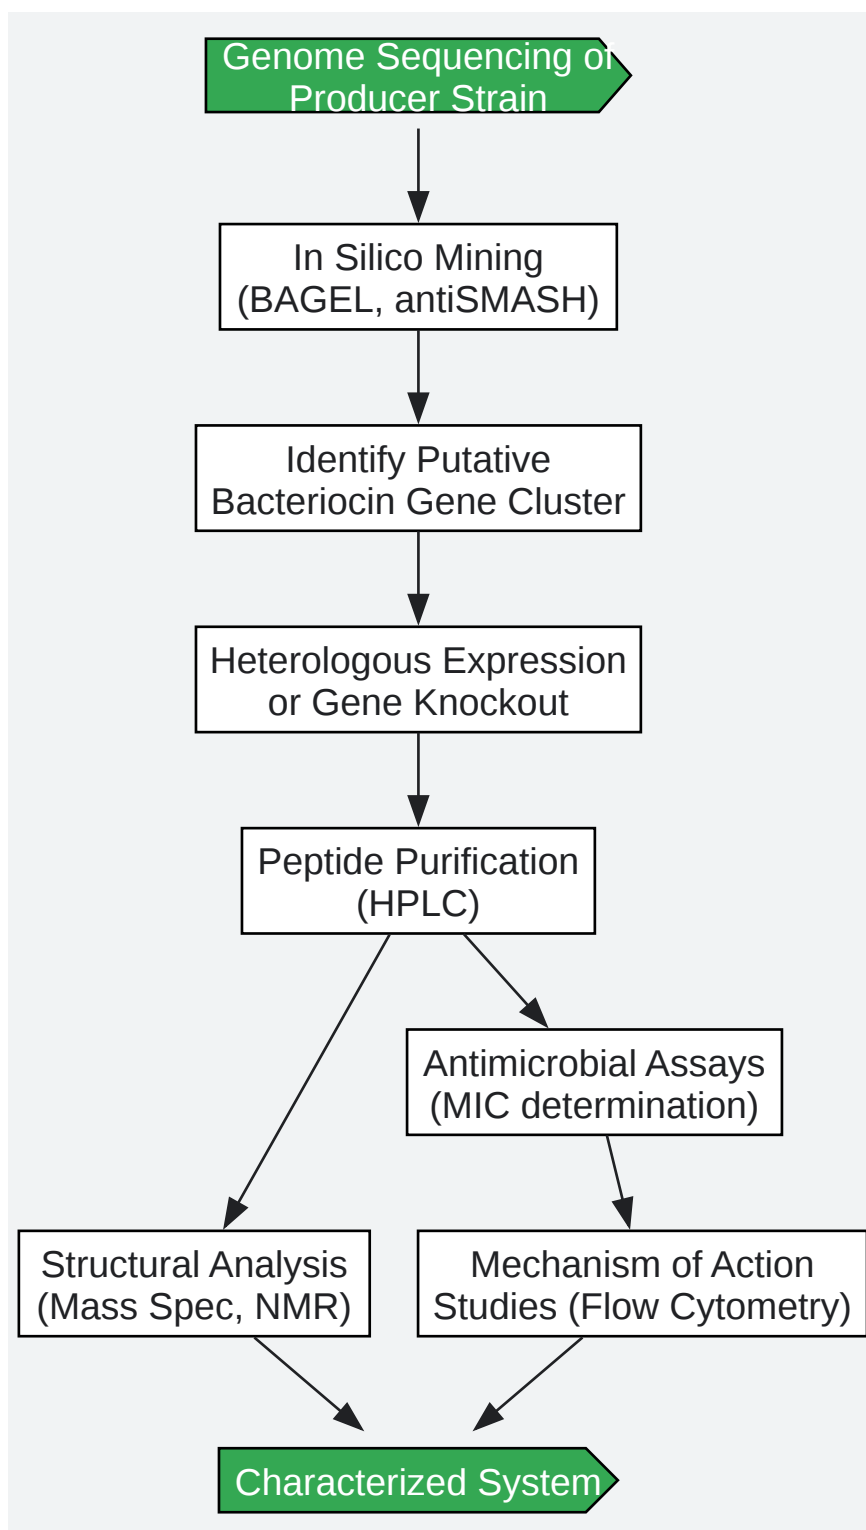 Genome Sequencing of
Producer Strain
In Silico Mining
(BAGEL, antiSMASH)
Identify Putative
Bacteriocin Gene Cluster
Heterologous Expression
or Gene Knockout
Peptide Purification
(HPLC)
Antimicrobial Assays
(MIC determination)
Structural Analysis
(Mass Spec, NMR)
Mechanism of Action
Studies (Flow Cytometry)
Characterized System